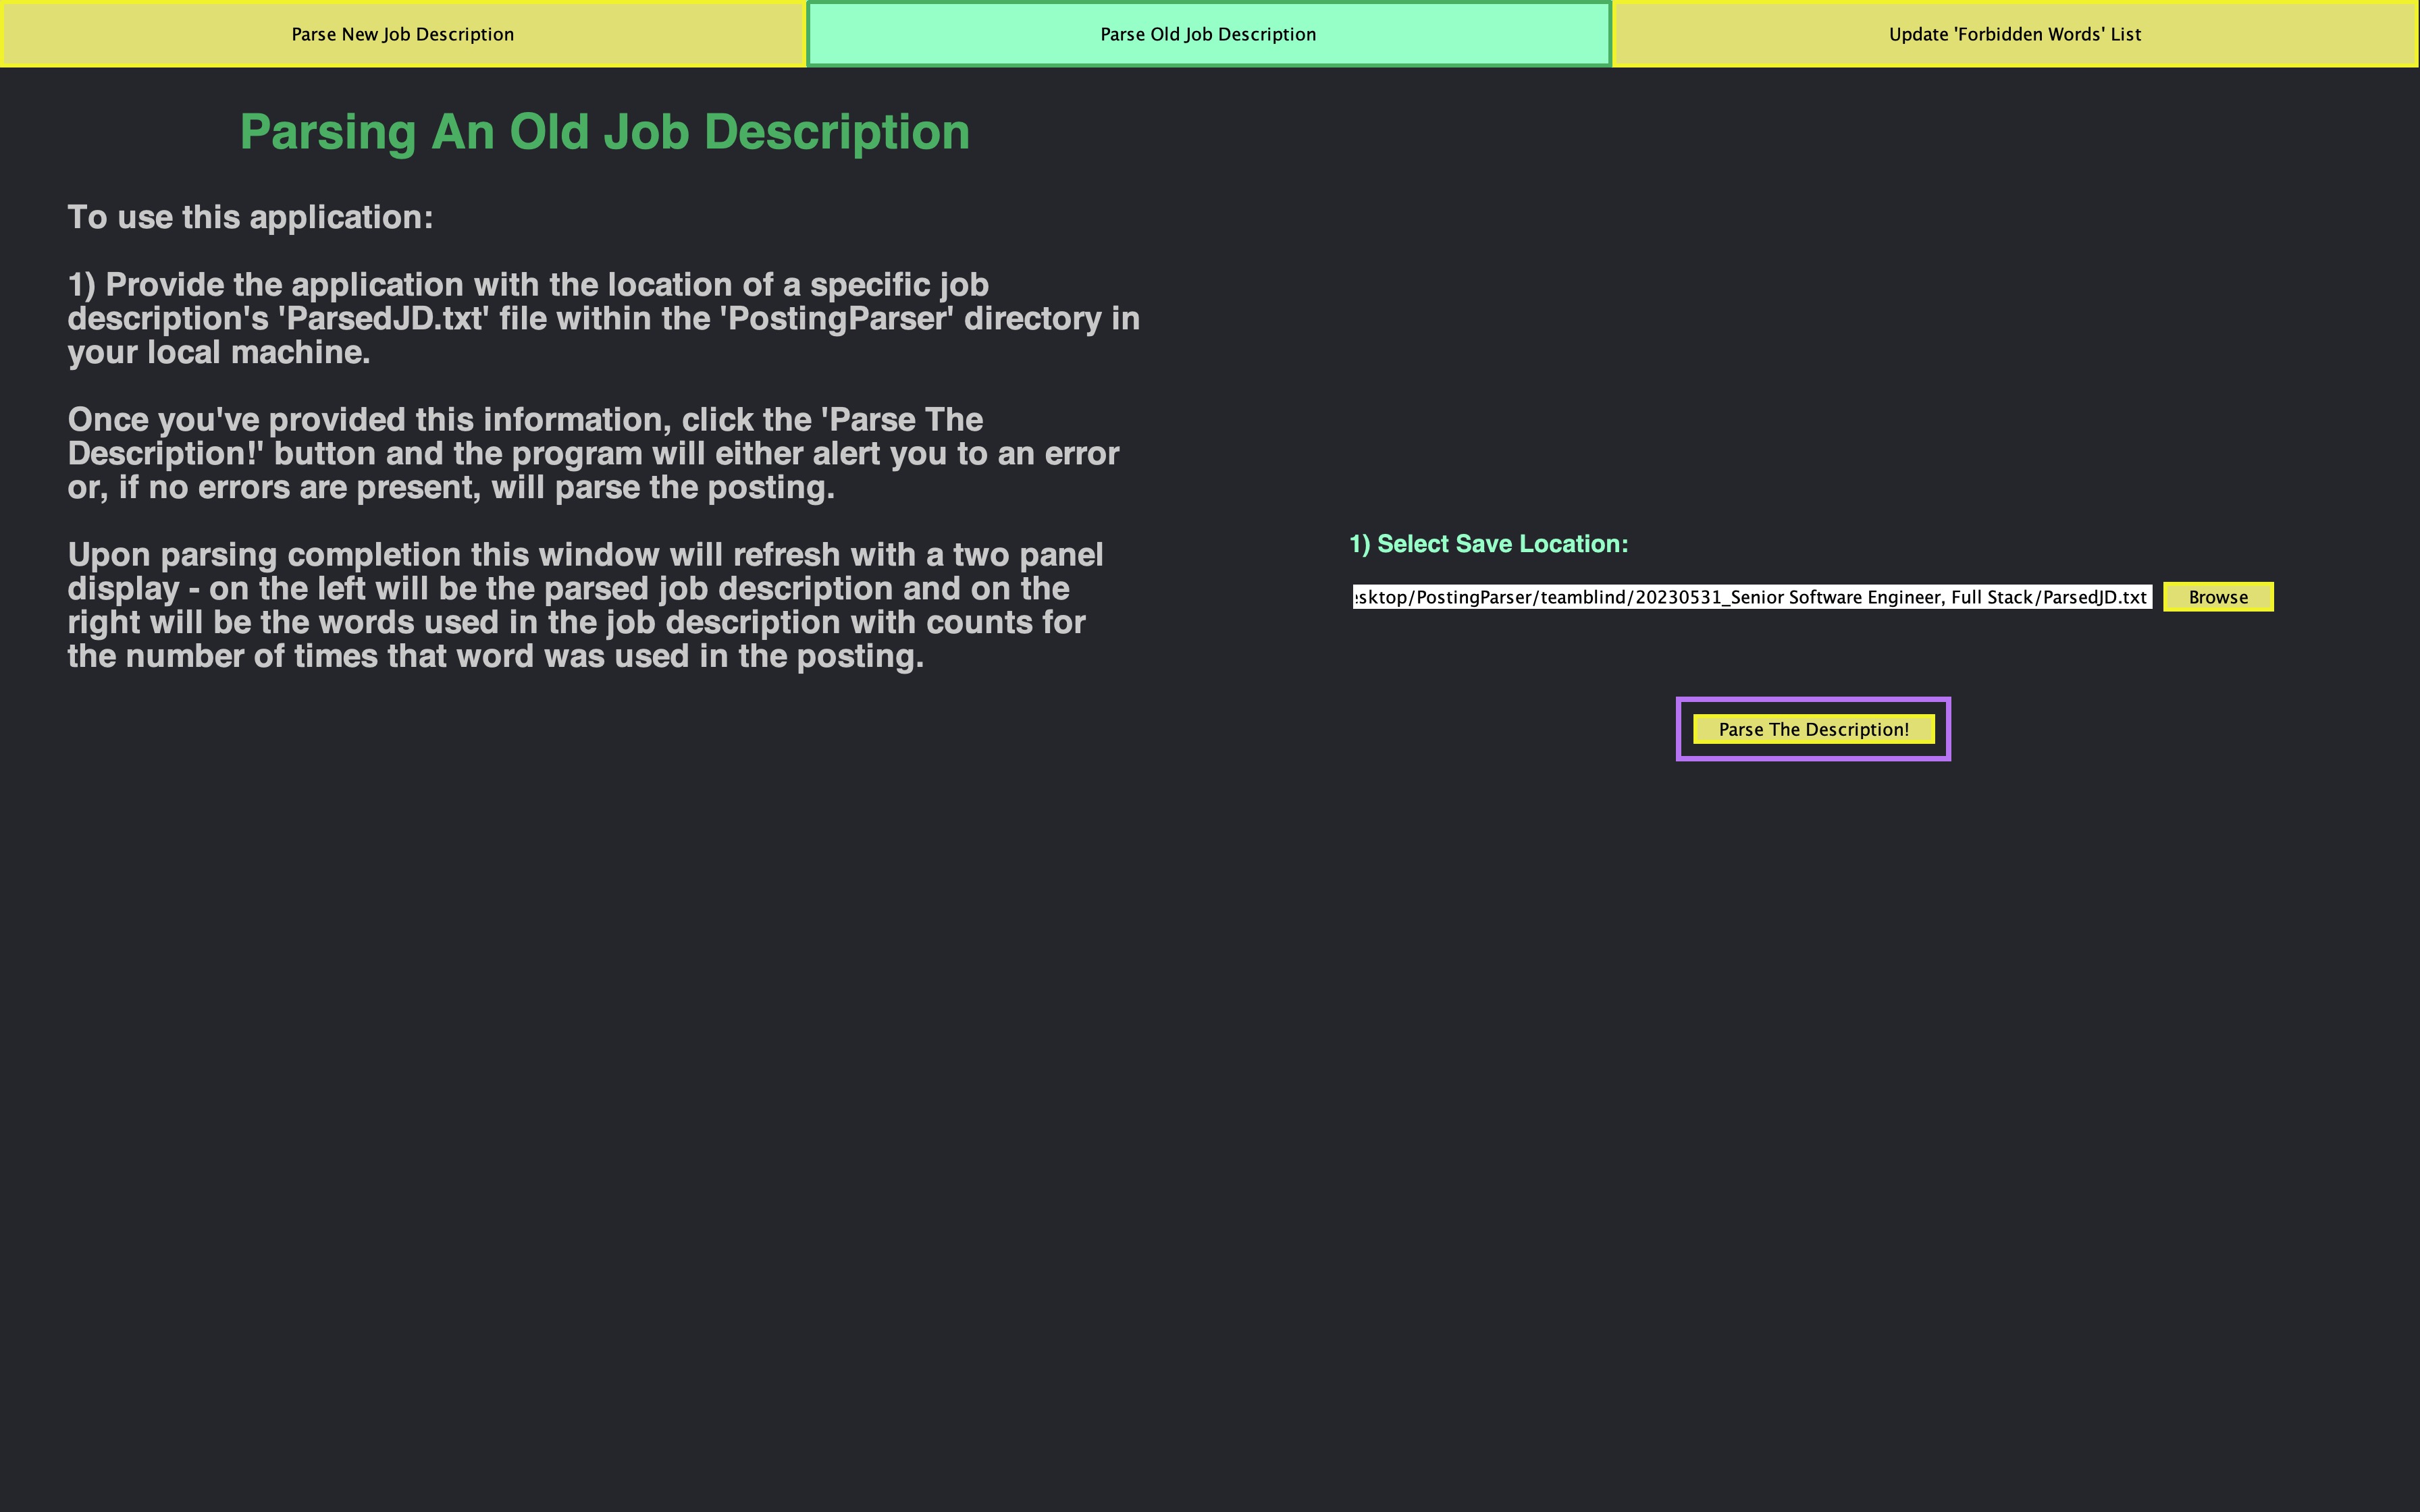 Parse New Job Description
Parse Old Job Description
Update 'Forbidden Words' List
Parsing An Old Job Description
To use this application:
1) Provide the application with the location of a specific job
description's 'ParsedJD.txt' file within the 'PostingParser' directory in
your local machine.
Once you've provided this information, click the 'Parse The
Description!' button and the program will either alert you to an error
or, if no errors are present, will parse the posting.
Upon parsing completion this window will refresh with a two panel
display - on the left will be the parsed job description and on the
right will be the words used in the job description with counts for
the number of times that word was used in the posting.
1) Select Save Location:
esktop/PostingParser/teamblind/20230531_Senior Software Engineer, Full Stack/ParsedJD.txt
Browse
Parse The Description!